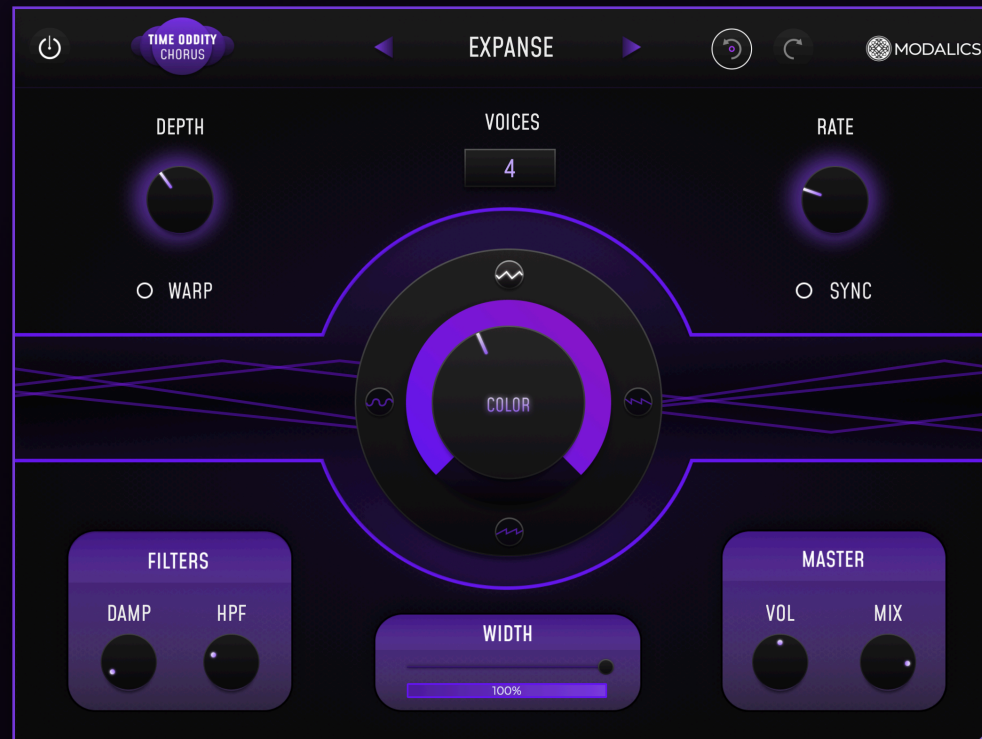 TIME ODDITY
CHORUS
EXPANSE
MODALICS
DEPTH
VOICES
RATE
4
WARP
SYNC
COLOR
FILTERS
DAMP
HPF
WIDTH
100%
MASTER
VOL
MIX